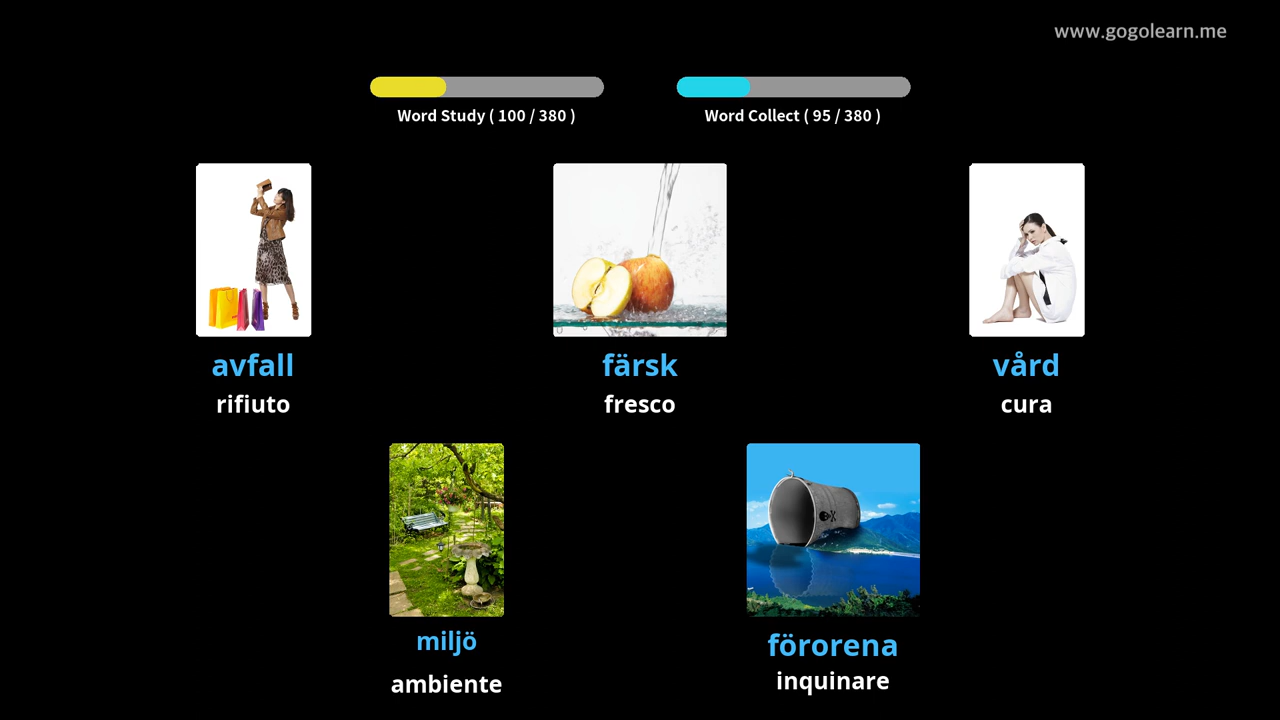 www.gogolearn.me
Word Study ( 100 / 380 )
Word Collect ( 95 / 380 )
avfall
rifiuto
färsk
fresco
vård
cura
miljö
ambiente
förorena
inquinare